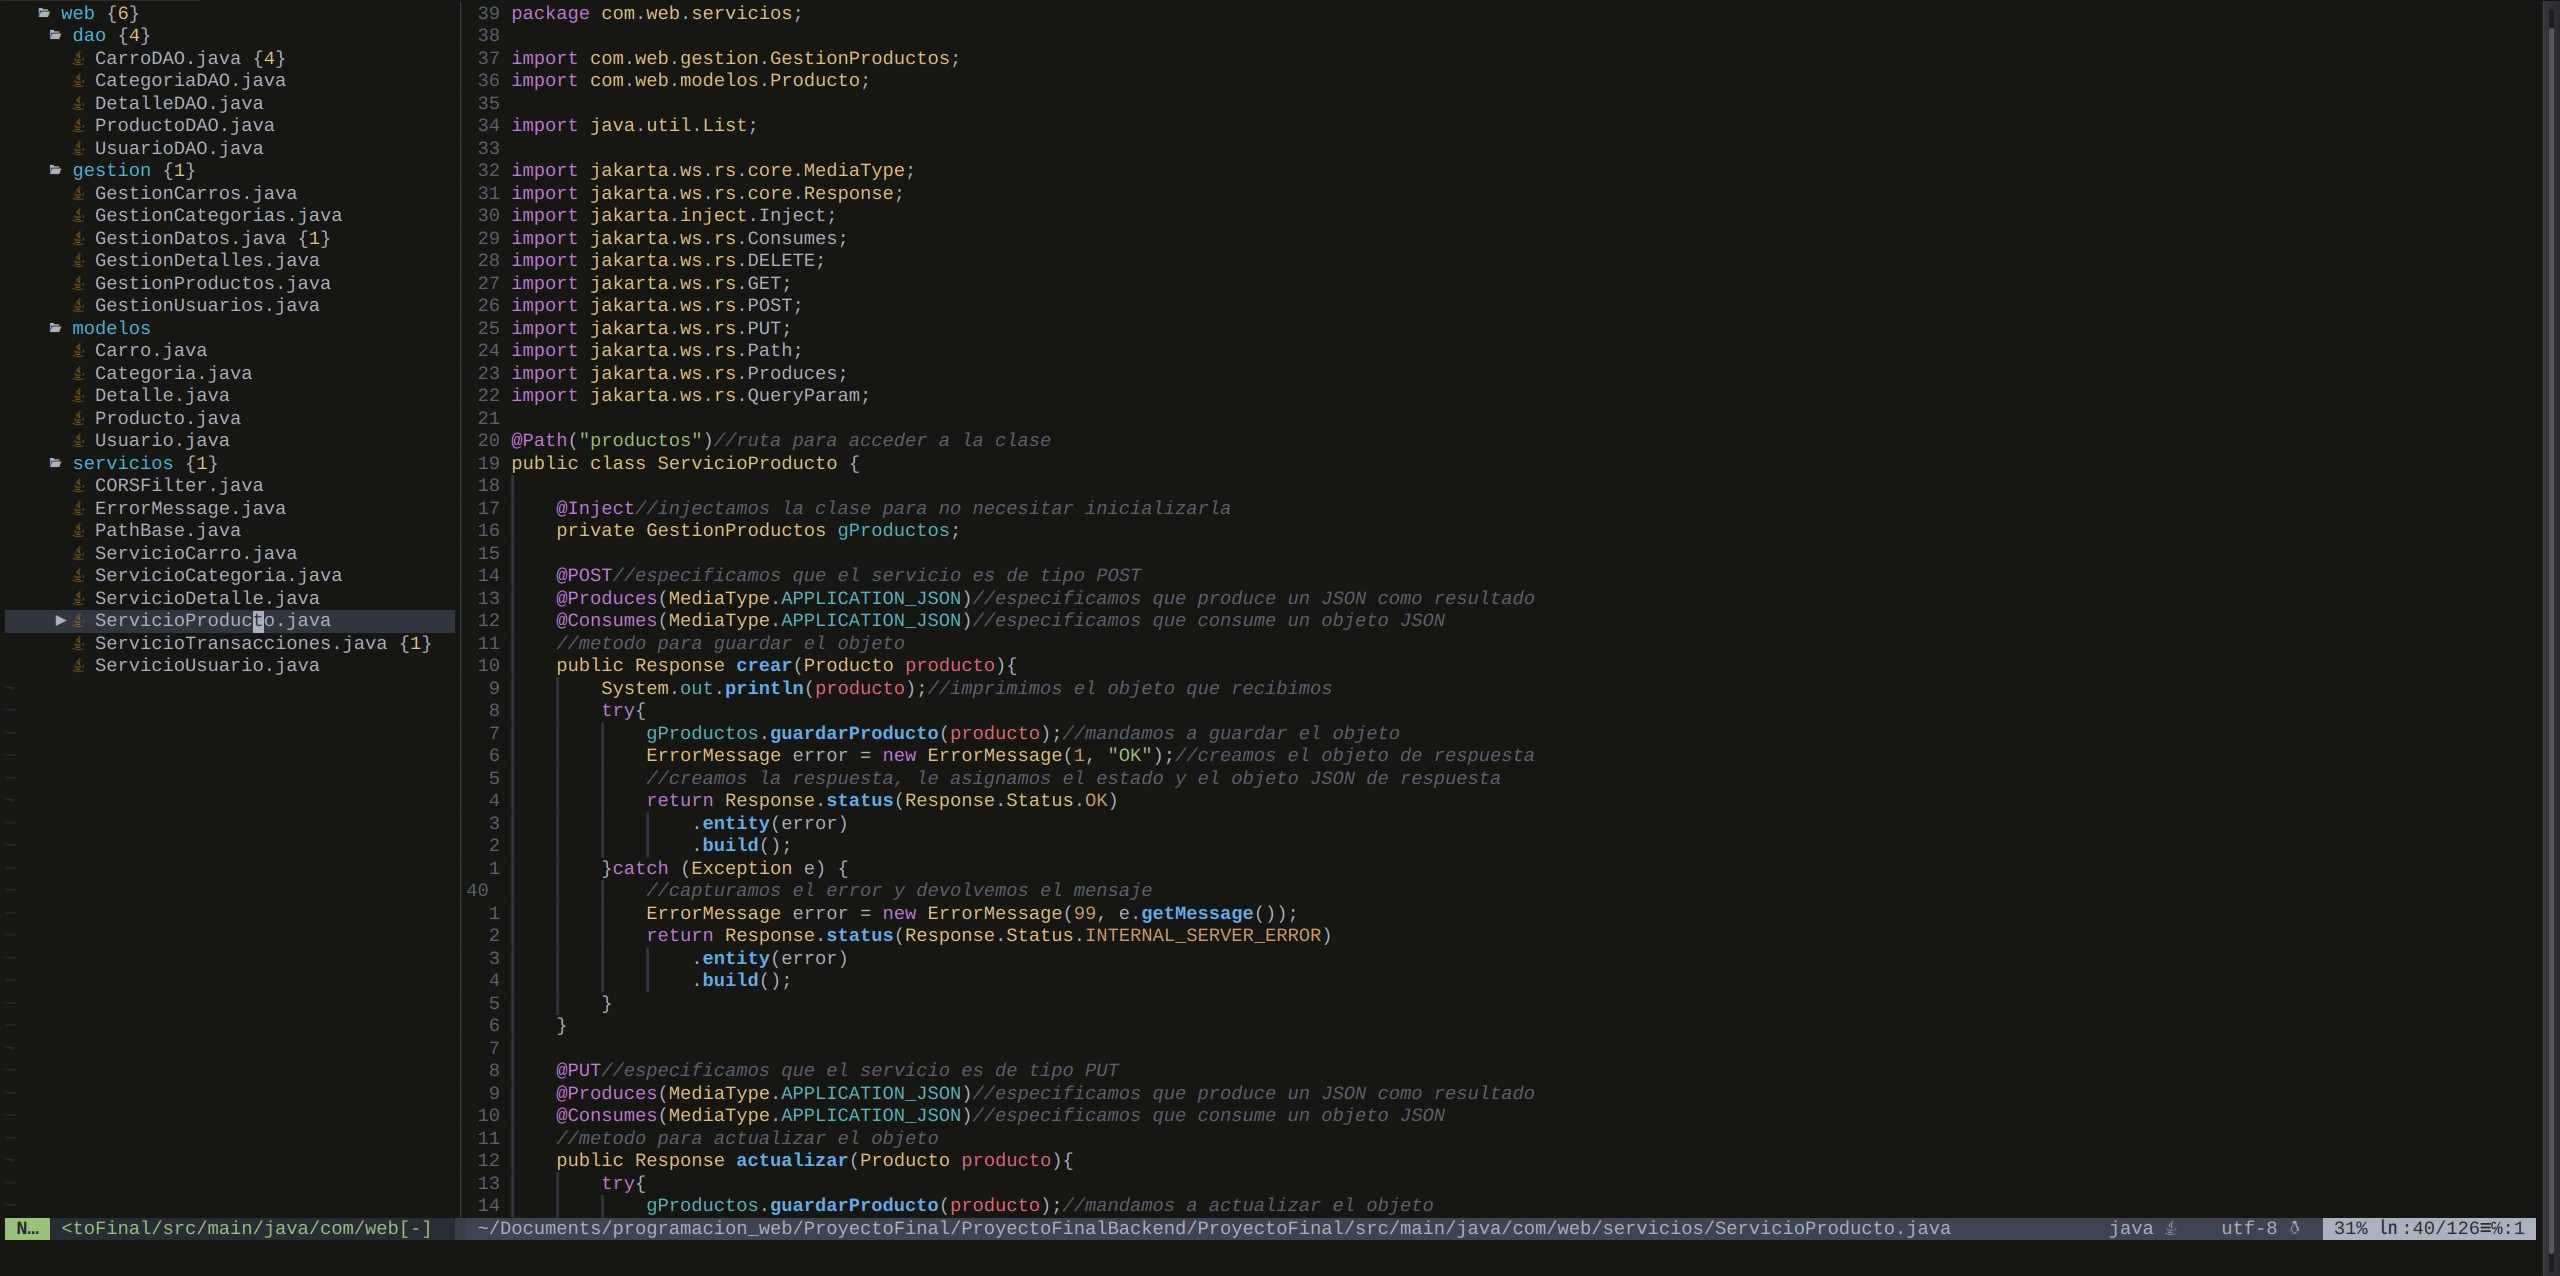 web {6}
dao {4}
CarroDAO.java {4}
CategoriaDAO.java
DetalleDAO.java
ProductoDAO.java
UsuarioDAO.java
gestion {1}
GestionCarros.java
GestionCategorias.java
GestionDatos.java {1}
GestionDetalles.java
GestionProductos.java
GestionUsuarios.java
modelos
Carro.java
Categoria.java
Detalle.java
Producto.java
Usuario.java
servicios {1}
CORSFilter.java
ErrorMessage.java
PathBase.java
ServicioCarro.java
ServicioCategoria.java
ServicioDetalle.java
ServicioProducto.java
ServicioTransacciones.java {1}
ServicioUsuario.java
39 package com.web.servicios;
38
37 import com.web.gestion.GestionProductos;
36 import com.web.modelos.Producto;
35
34 import java.util.List;
33
32 import jakarta.ws.rs.core.MediaType;
31 import jakarta.ws.rs.core.Response;
30 import jakarta.inject.Inject;
29 import jakarta.ws.rs.Consumes;
28 import jakarta.ws.rs.DELETE;
27 import jakarta.ws.rs.GET;
26 import jakarta.ws.rs.POST;
25 import jakarta.ws.rs.PUT;
24 import jakarta.ws.rs.Path;
23 import jakarta.ws.rs.Produces;
22 import jakarta.ws.rs.QueryParam;
21
20 @Path("productos")//ruta para acceder a la clase
19 public class ServicioProducto {
18
17     @Inject//injectamos la clase para no necesitar inicializarla
16     private GestionProductos gProductos;
15
14     @POST//especificamos que el servicio es de tipo POST
13     @Produces(MediaType.APPLICATION_JSON)//especificamos que produce un JSON como resultado
12     @Consumes(MediaType.APPLICATION_JSON)//especificamos que consume un objeto JSON
11     //metodo para guardar el objeto
10     public Response crear(Producto producto){
9         System.out.println(producto);//imprimimos el objeto que recibimos
8         try{
7             gProductos.guardarProducto(producto);//mandamos a guardar el objeto
6             ErrorMessage error = new ErrorMessage(1, "OK");//creamos el objeto de respuesta
5             //creamos la respuesta, le asignamos el estado y el objeto JSON de respuesta
4             return Response.status(Response.Status.OK)
3                 .entity(error)
2                 .build();
1         }catch (Exception e) {
40             //capturamos el error y devolvemos el mensaje
1             ErrorMessage error = new ErrorMessage(99, e.getMessage());
2             return Response.status(Response.Status.INTERNAL_SERVER_ERROR)
3                 .entity(error)
4                 .build();
5         }
6     }
7
8     @PUT//especificamos que el servicio es de tipo PUT
9     @Produces(MediaType.APPLICATION_JSON)//especificamos que produce un JSON como resultado
10     @Consumes(MediaType.APPLICATION_JSON)//especificamos que consume un objeto JSON
11     //metodo para actualizar el objeto
12     public Response actualizar(Producto producto){
13         try{
14             gProductos.guardarProducto(producto);//mandamos a actualizar el objeto
N… <toFinal/src/main/java/com/web[-] ~/Documents/programacion_web/ProyectoFinal/ProyectoFinalBackend/ProyectoFinal/src/main/java/com/web/servicios/ServicioProducto.java java utf-8 31% ln:40/126≡℅:1